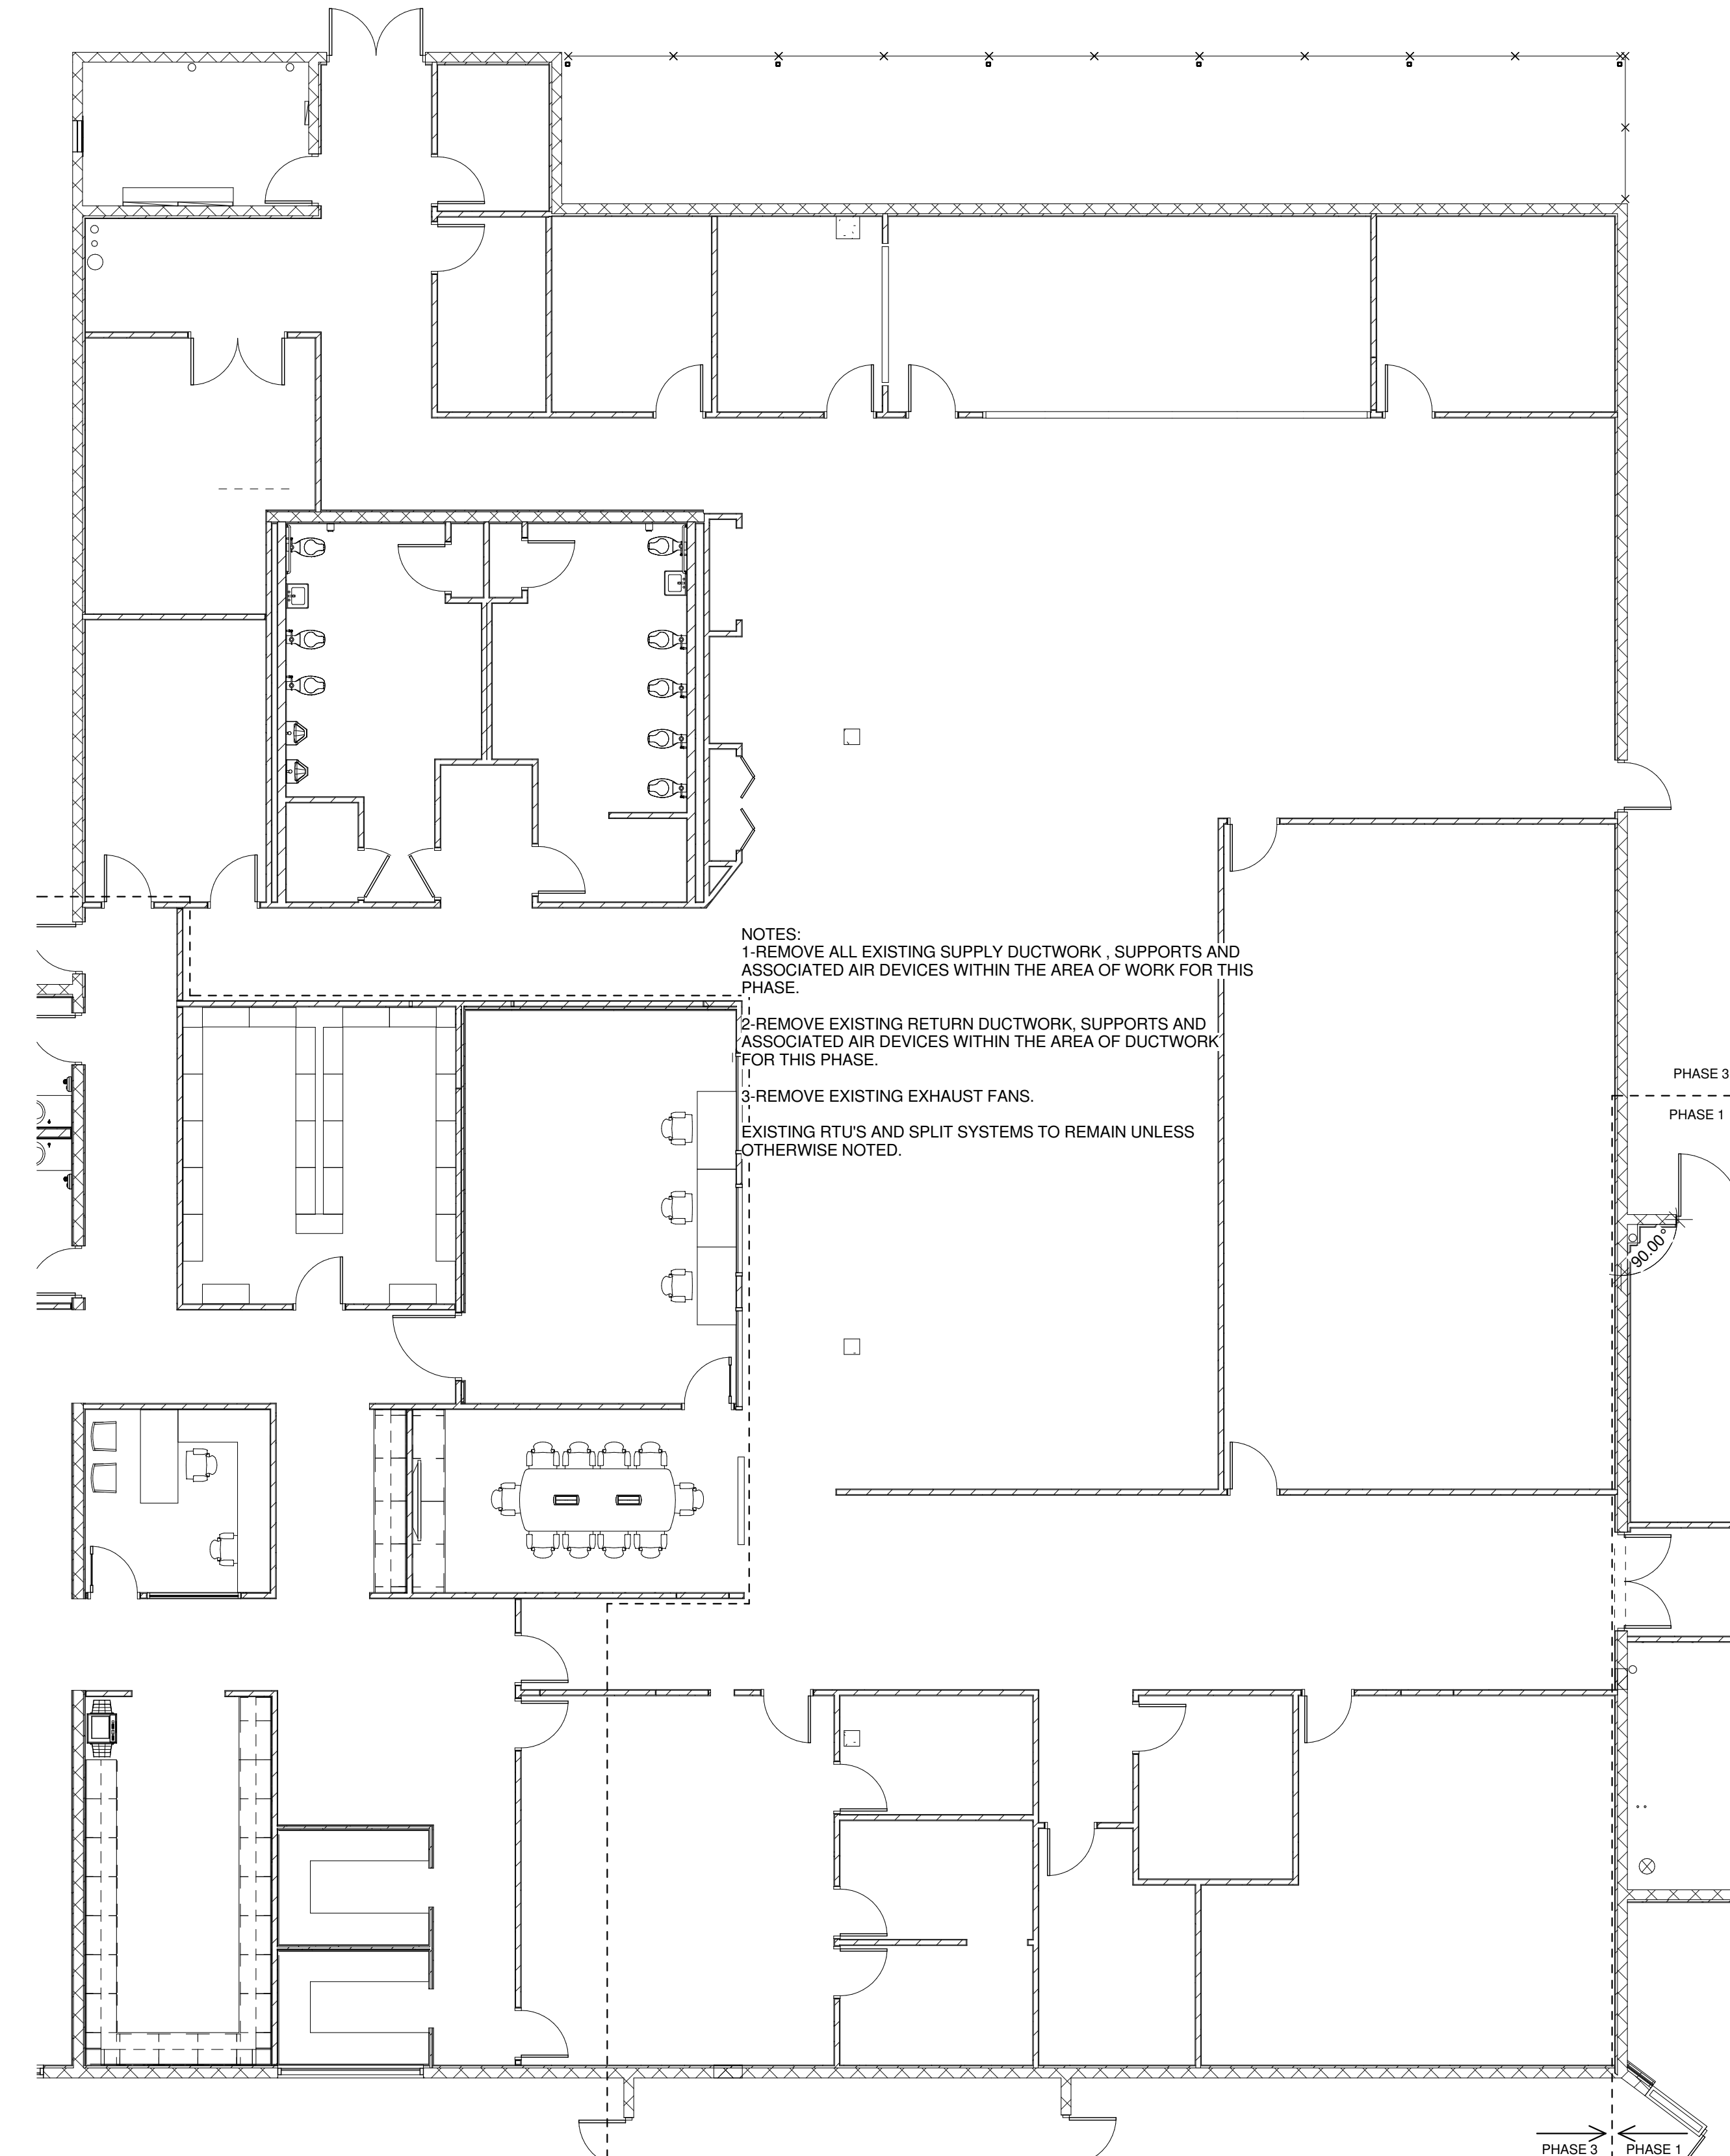 NOTES:
1-REMOVE ALL EXISTING SUPPLY DUCTWORK , SUPPORTS AND
ASSOCIATED AIR DEVICES WITHIN THE AREA OF WORK FOR THIS
PHASE.
2-REMOVE EXISTING RETURN DUCTWORK, SUPPORTS AND
ASSOCIATED AIR DEVICES WITHIN THE AREA OF DUCTWORK
FOR THIS PHASE.
3-REMOVE EXISTING EXHAUST FANS.
EXISTING RTU'S AND SPLIT SYSTEMS TO REMAIN UNLESS
OTHERWISE NOTED.
PHASE 3
PHASE 1
90.00°
PHASE 3
PHASE 1